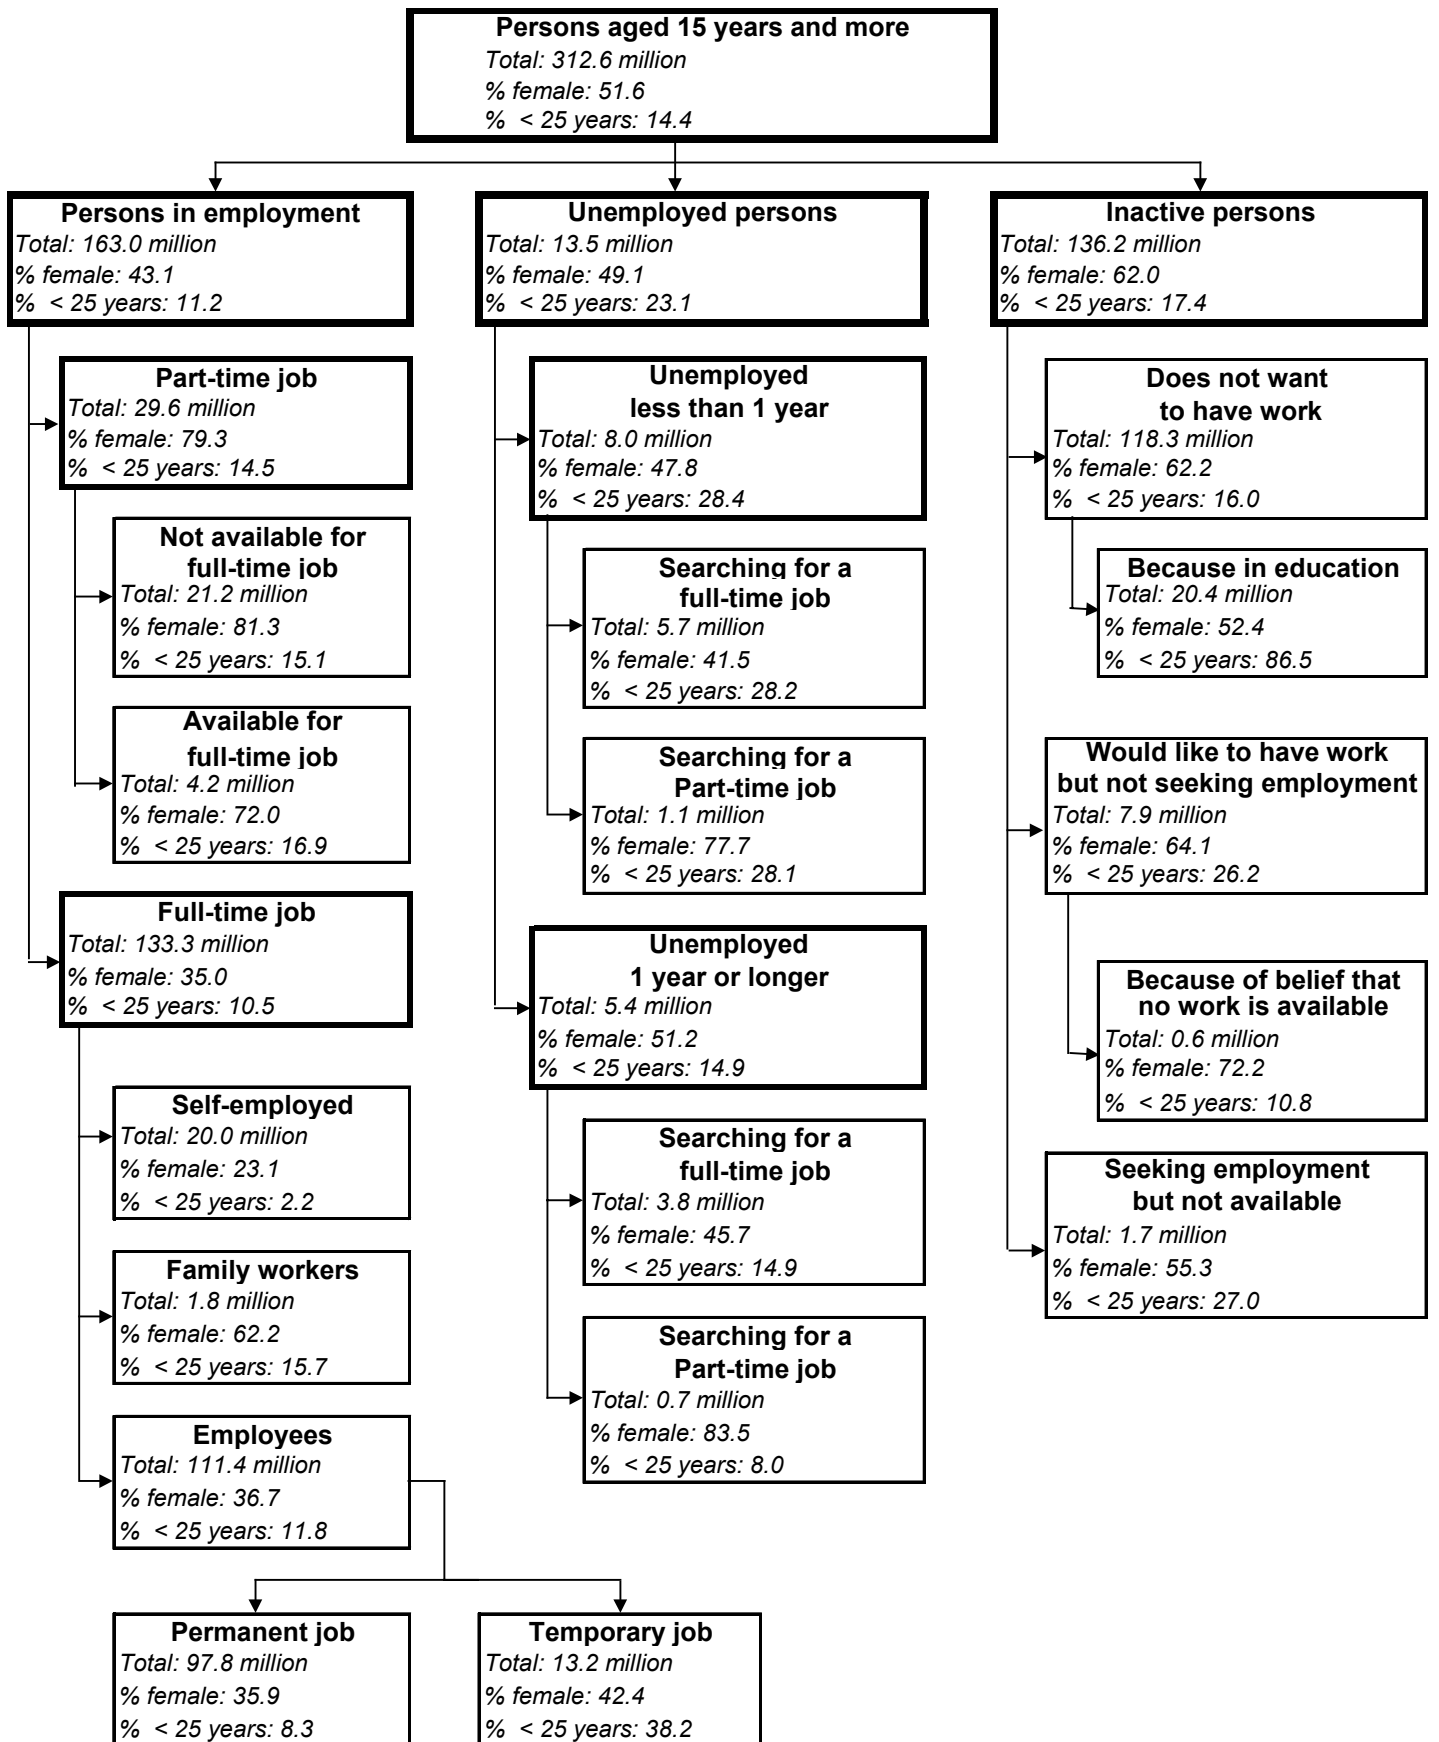 Persons aged 15 years and more
Total: 312.6 million
% female: 51.6
% < 25 years: 14.4
Persons in employment
Total: 163.0 million
% female: 43.1
% < 25 years: 11.2
Part-time job
Total: 29.6 million
% female: 79.3
% < 25 years: 14.5
Not available for
full-time job
Total: 21.2 million
% female: 81.3
% < 25 years: 15.1
Available for
full-time job
Total: 4.2 million
% female: 72.0
% < 25 years: 16.9
Full-time job
Total: 133.3 million
% female: 35.0
% < 25 years: 10.5
Self-employed
Total: 20.0 million
% female: 23.1
% < 25 years: 2.2
Family workers
Total: 1.8 million
% female: 62.2
% < 25 years: 15.7
Employees
Total: 111.4 million
% female: 36.7
% < 25 years: 11.8
Permanent job
Total: 97.8 million
% female: 35.9
% < 25 years: 8.3
Temporary job
Total: 13.2 million
% female: 42.4
% < 25 years: 38.2
Unemployed persons
Total: 13.5 million
% female: 49.1
% < 25 years: 23.1
Unemployed
less than 1 year
Total: 8.0 million
% female: 47.8
% < 25 years: 28.4
Searching for a
full-time job
Total: 5.7 million
% female: 41.5
% < 25 years: 28.2
Searching for a
Part-time job
Total: 1.1 million
% female: 77.7
% < 25 years: 28.1
Unemployed
1 year or longer
Total: 5.4 million
% female: 51.2
% < 25 years: 14.9
Searching for a
full-time job
Total: 3.8 million
% female: 45.7
% < 25 years: 14.9
Searching for a
Part-time job
Total: 0.7 million
% female: 83.5
% < 25 years: 8.0
Inactive persons
Total: 136.2 million
% female: 62.0
% < 25 years: 17.4
Does not want
to have work
Total: 118.3 million
% female: 62.2
% < 25 years: 16.0
Because in education
Total: 20.4 million
% female: 52.4
% < 25 years: 86.5
Would like to have work
but not seeking employment
Total: 7.9 million
% female: 64.1
% < 25 years: 26.2
Because of belief that
no work is available
Total: 0.6 million
% female: 72.2
% < 25 years: 10.8
Seeking employment
but not available
Total: 1.7 million
% female: 55.3
% < 25 years: 27.0